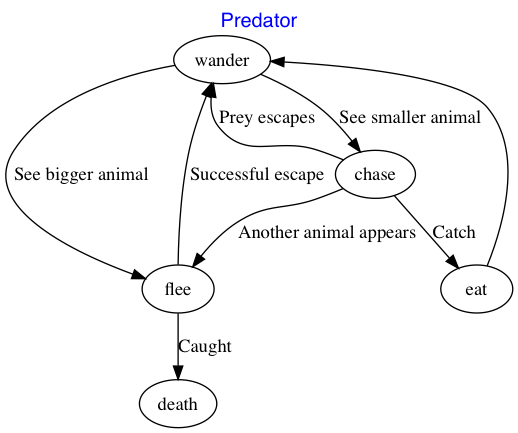 Predator
wander
Prey escapes
See smaller animal
See bigger animal
Successful escape
chase
Another animal appears
Catch
flee
eat
Caught
death